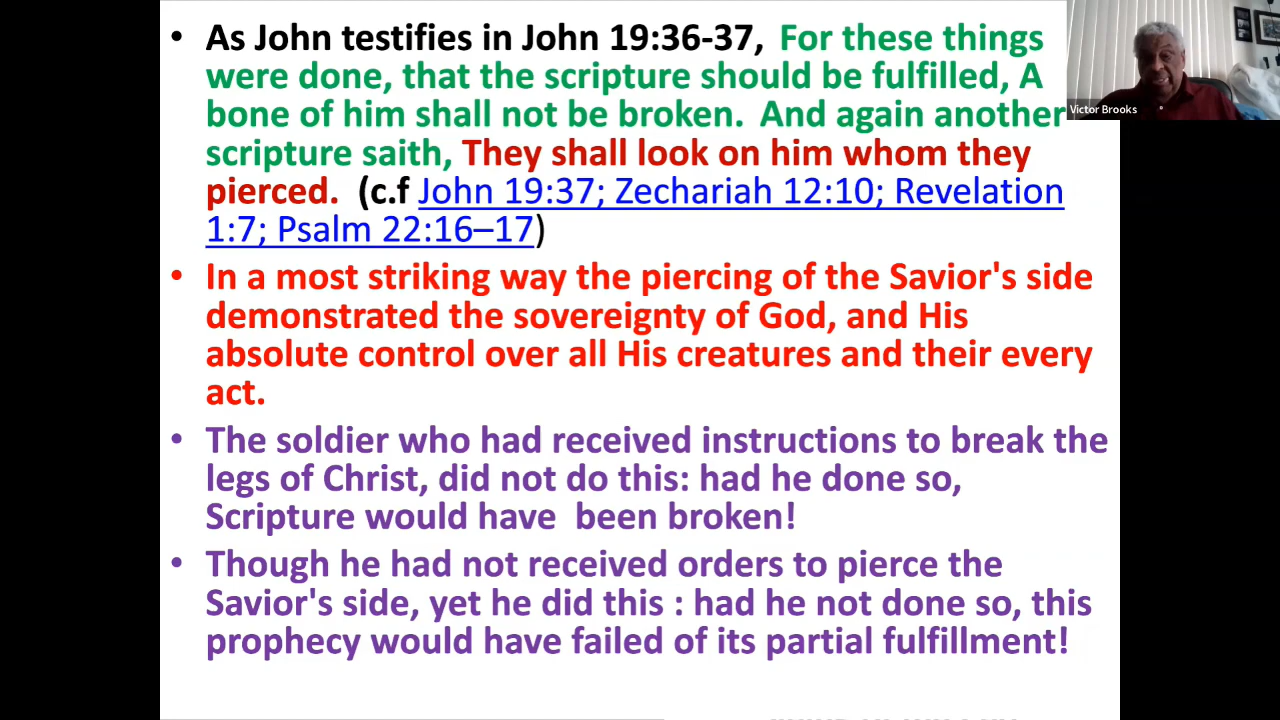 • As John testifies in John 19:36-37, For these things
were done, that the scripture should be fulfilled, A
bone of him shall not be broken. And again another
scripture saith, They shall look on him whom they
pierced. (c.f John 19:37; Zechariah 12:10; Revelation
1:7; Psalm 22:16–17)
• In a most striking way the piercing of the Savior's side
demonstrated the sovereignty of God, and His
absolute control over all His creatures and their every
act.
• The soldier who had received instructions to break the
legs of Christ, did not do this: had he done so,
Scripture would have been broken!
• Though he had not received orders to pierce the
Savior's side, yet he did this : had he not done so, this
prophecy would have failed of its partial fulfillment!
Victor Brooks